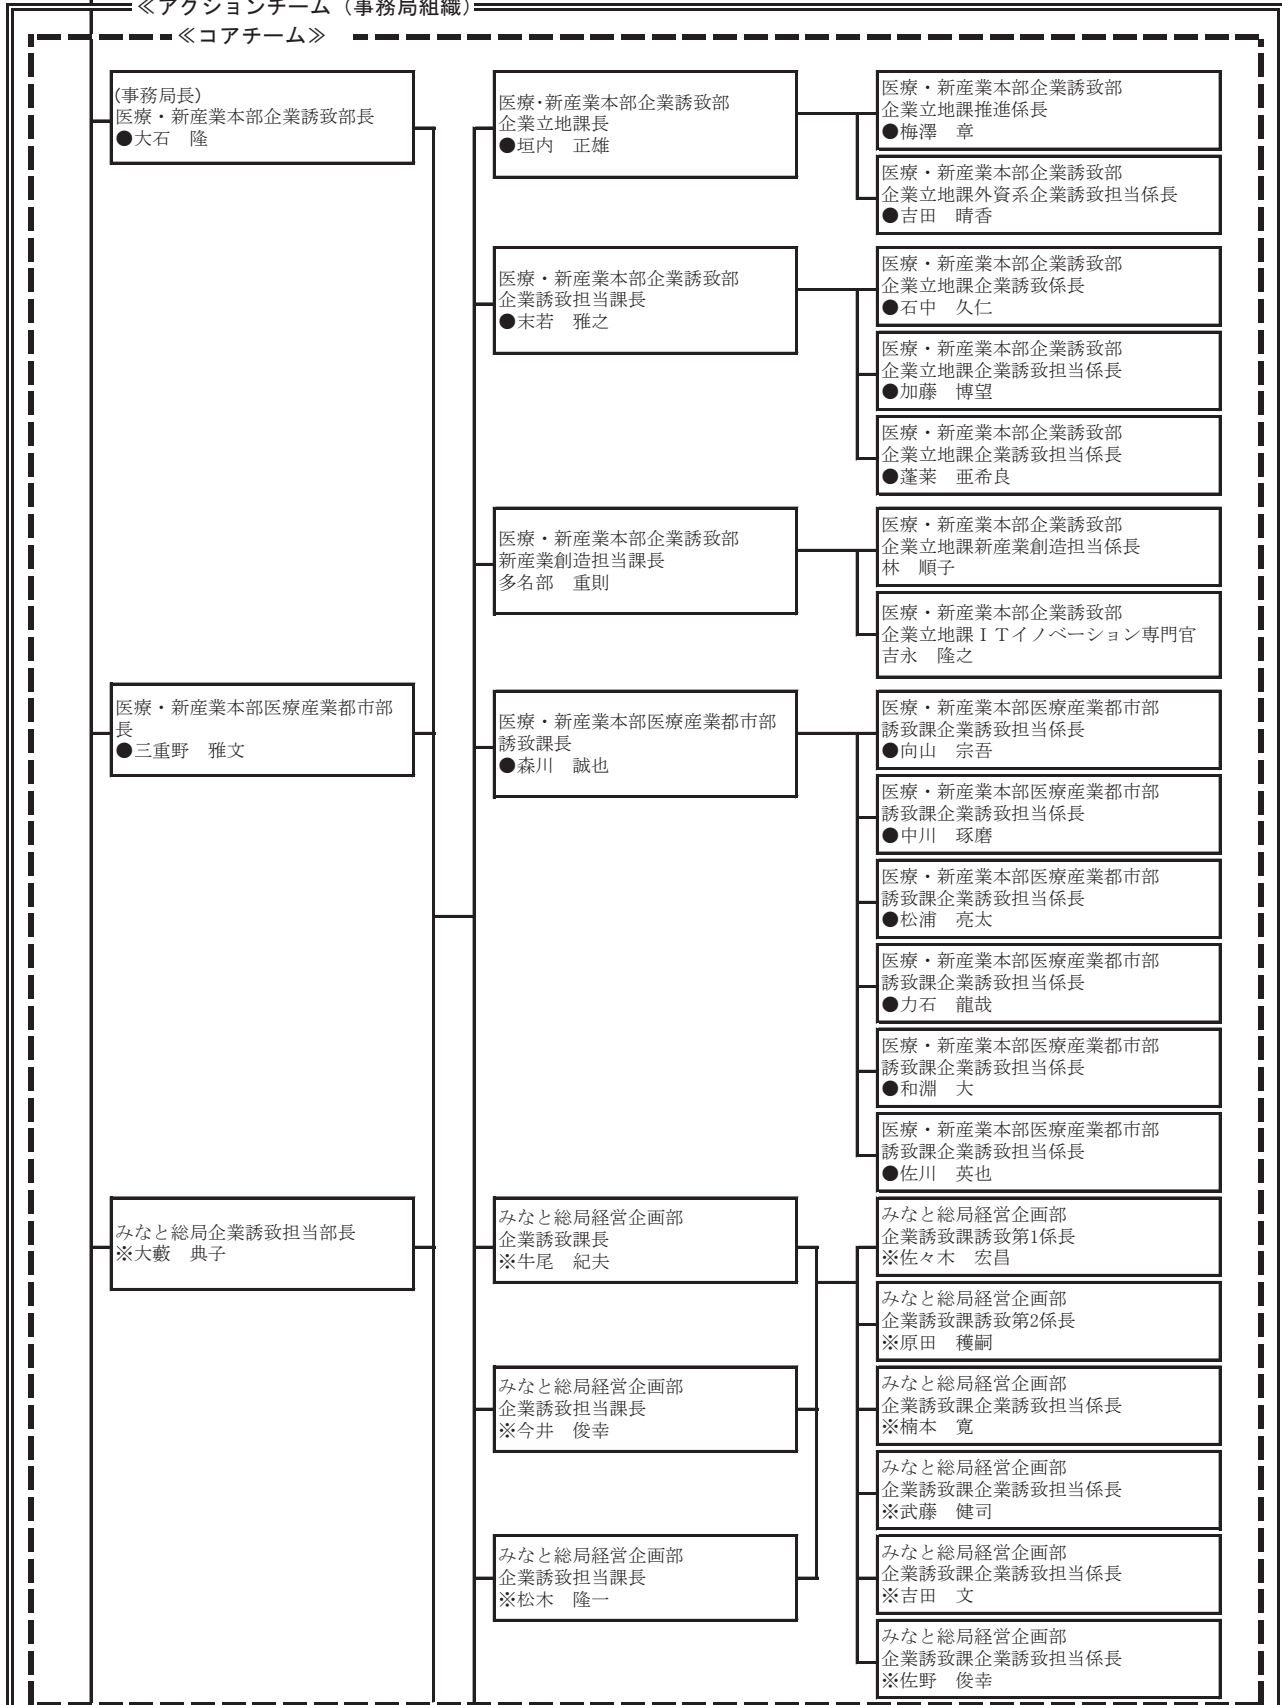 ≪アクションチーム（事務局組織）
≪コアチーム≫
(事務局長)
医療・新産業本部企業誘致部長
●大石　隆
医療・新産業本部企業誘致部
企業立地課長
●垣内　正雄
医療・新産業本部企業誘致部
企業立地課推進係長
●梅澤　章
医療・新産業本部企業誘致部
企業立地課外資系企業誘致担当係長
●吉田　晴香
医療・新産業本部企業誘致部
企業誘致担当課長
●末若　雅之
医療・新産業本部企業誘致部
企業立地課企業誘致係長
●石中　久仁
医療・新産業本部企業誘致部
企業立地課企業誘致担当係長
●加藤　博望
医療・新産業本部企業誘致部
企業立地課企業誘致担当係長
●蓬莱　亜希良
医療・新産業本部企業誘致部
新産業創造担当課長
多名部　重則
医療・新産業本部企業誘致部
企業立地課新産業創造担当係長
林　順子
医療・新産業本部企業誘致部
企業立地課ＩＴイノベーション専門官
吉永　隆之
医療・新産業本部医療産業都市部
長
●三重野　雅文
医療・新産業本部医療産業都市部
誘致課長
●森川　誠也
医療・新産業本部医療産業都市部
誘致課企業誘致担当係長
●向山　宗吾
医療・新産業本部医療産業都市部
誘致課企業誘致担当係長
●中川　琢磨
医療・新産業本部医療産業都市部
誘致課企業誘致担当係長
●松浦　亮太
医療・新産業本部医療産業都市部
誘致課企業誘致担当係長
●力石　龍哉
医療・新産業本部医療産業都市部
誘致課企業誘致担当係長
●和淵　大
医療・新産業本部医療産業都市部
誘致課企業誘致担当係長
●佐川　英也
みなと総局企業誘致担当部長
※大藪　典子
みなと総局経営企画部
企業誘致課長
※牛尾　紀夫
みなと総局経営企画部
企業誘致課誘致第1係長
※佐々木　宏昌
みなと総局経営企画部
企業誘致課誘致第2係長
※原田　穫嗣
みなと総局経営企画部
企業誘致担当課長
※今井　俊幸
みなと総局経営企画部
企業誘致課企業誘致担当係長
※楠本　寛
みなと総局経営企画部
企業誘致課企業誘致担当係長
※武藤　健司
みなと総局経営企画部
企業誘致担当課長
※松木　隆一
みなと総局経営企画部
企業誘致課企業誘致担当係長
※吉田　文
みなと総局経営企画部
企業誘致課企業誘致担当係長
※佐野　俊幸